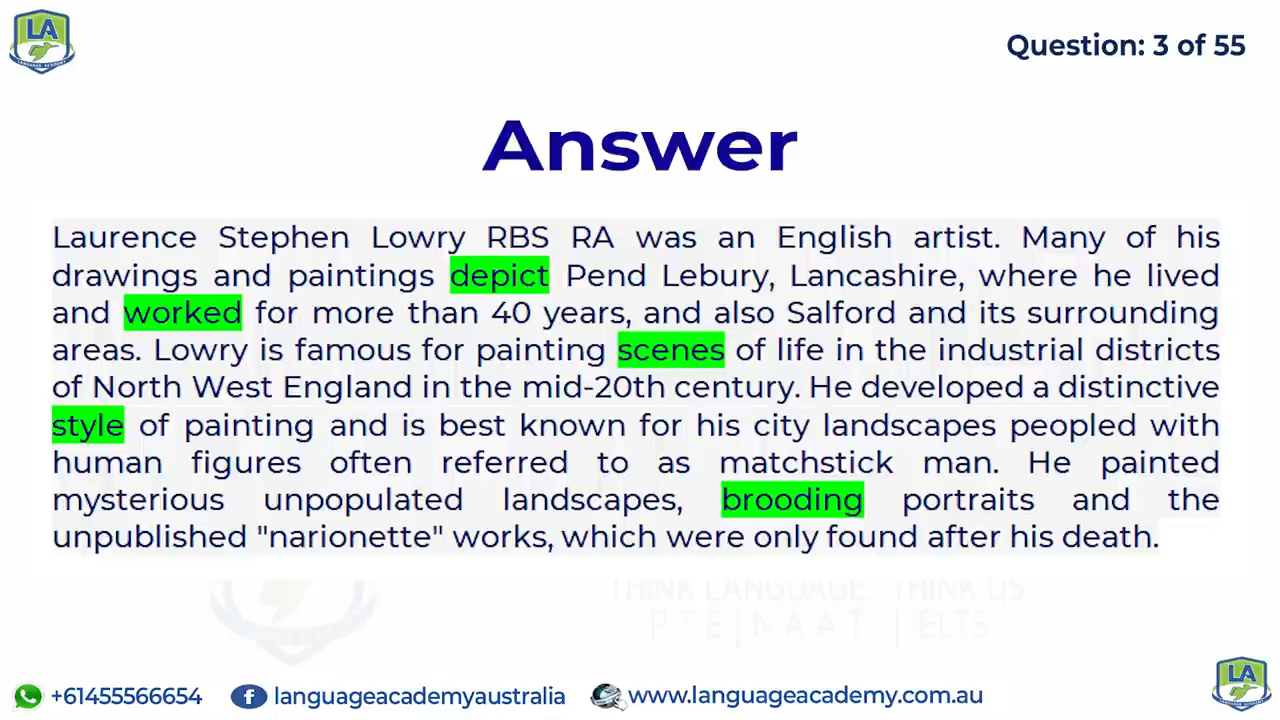 LA
LANGUAGE ACADEMY
Question: 3 of 55
Answer
Laurence Stephen Lowry RBS RA was an English artist. Many of his
drawings and paintings depict Pend Lebury, Lancashire, where he lived
and worked for more than 40 years, and also Salford and its surrounding
areas. Lowry is famous for painting scenes of life in the industrial districts
of North West England in the mid-20th century. He developed a distinctive
style of painting and is best known for his city landscapes peopled with
human figures often referred to as matchstick man. He painted
mysterious unpopulated landscapes, brooding portraits and the
unpublished "narionette" works, which were only found after his death.
THINK LANGUAGE. THINK US
PTE | NAATI | IELTS
+61455566654 languageacademyaustralia www.languageacademy.com.au
LA